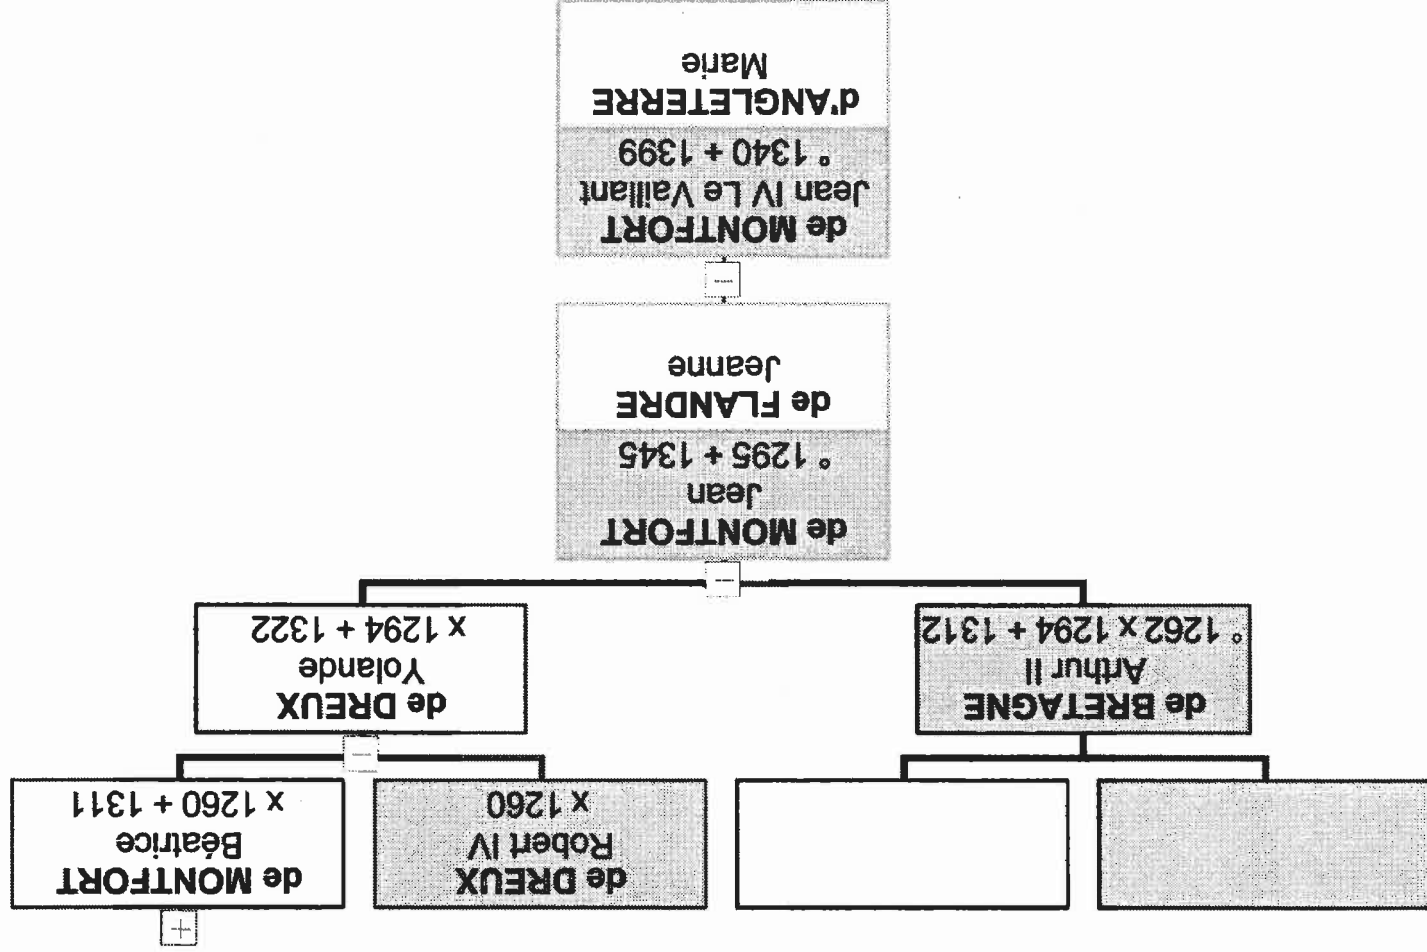 de DREUX
Robert IV
x 1260
de MONTFORT
Béatrice
x 1260 + 1311
de BRETAGNE
Arthur II
° 1262 x 1294 + 1312
de DREUX
Yolande
x 1294 + 1322
de MONTFORT
Jean
° 1295 + 1345
de FLANDRE
Jeanne
de MONTFORT
Jean IV Le Vaillant
° 1340 + 1399
d'ANGLETERRE
Marie